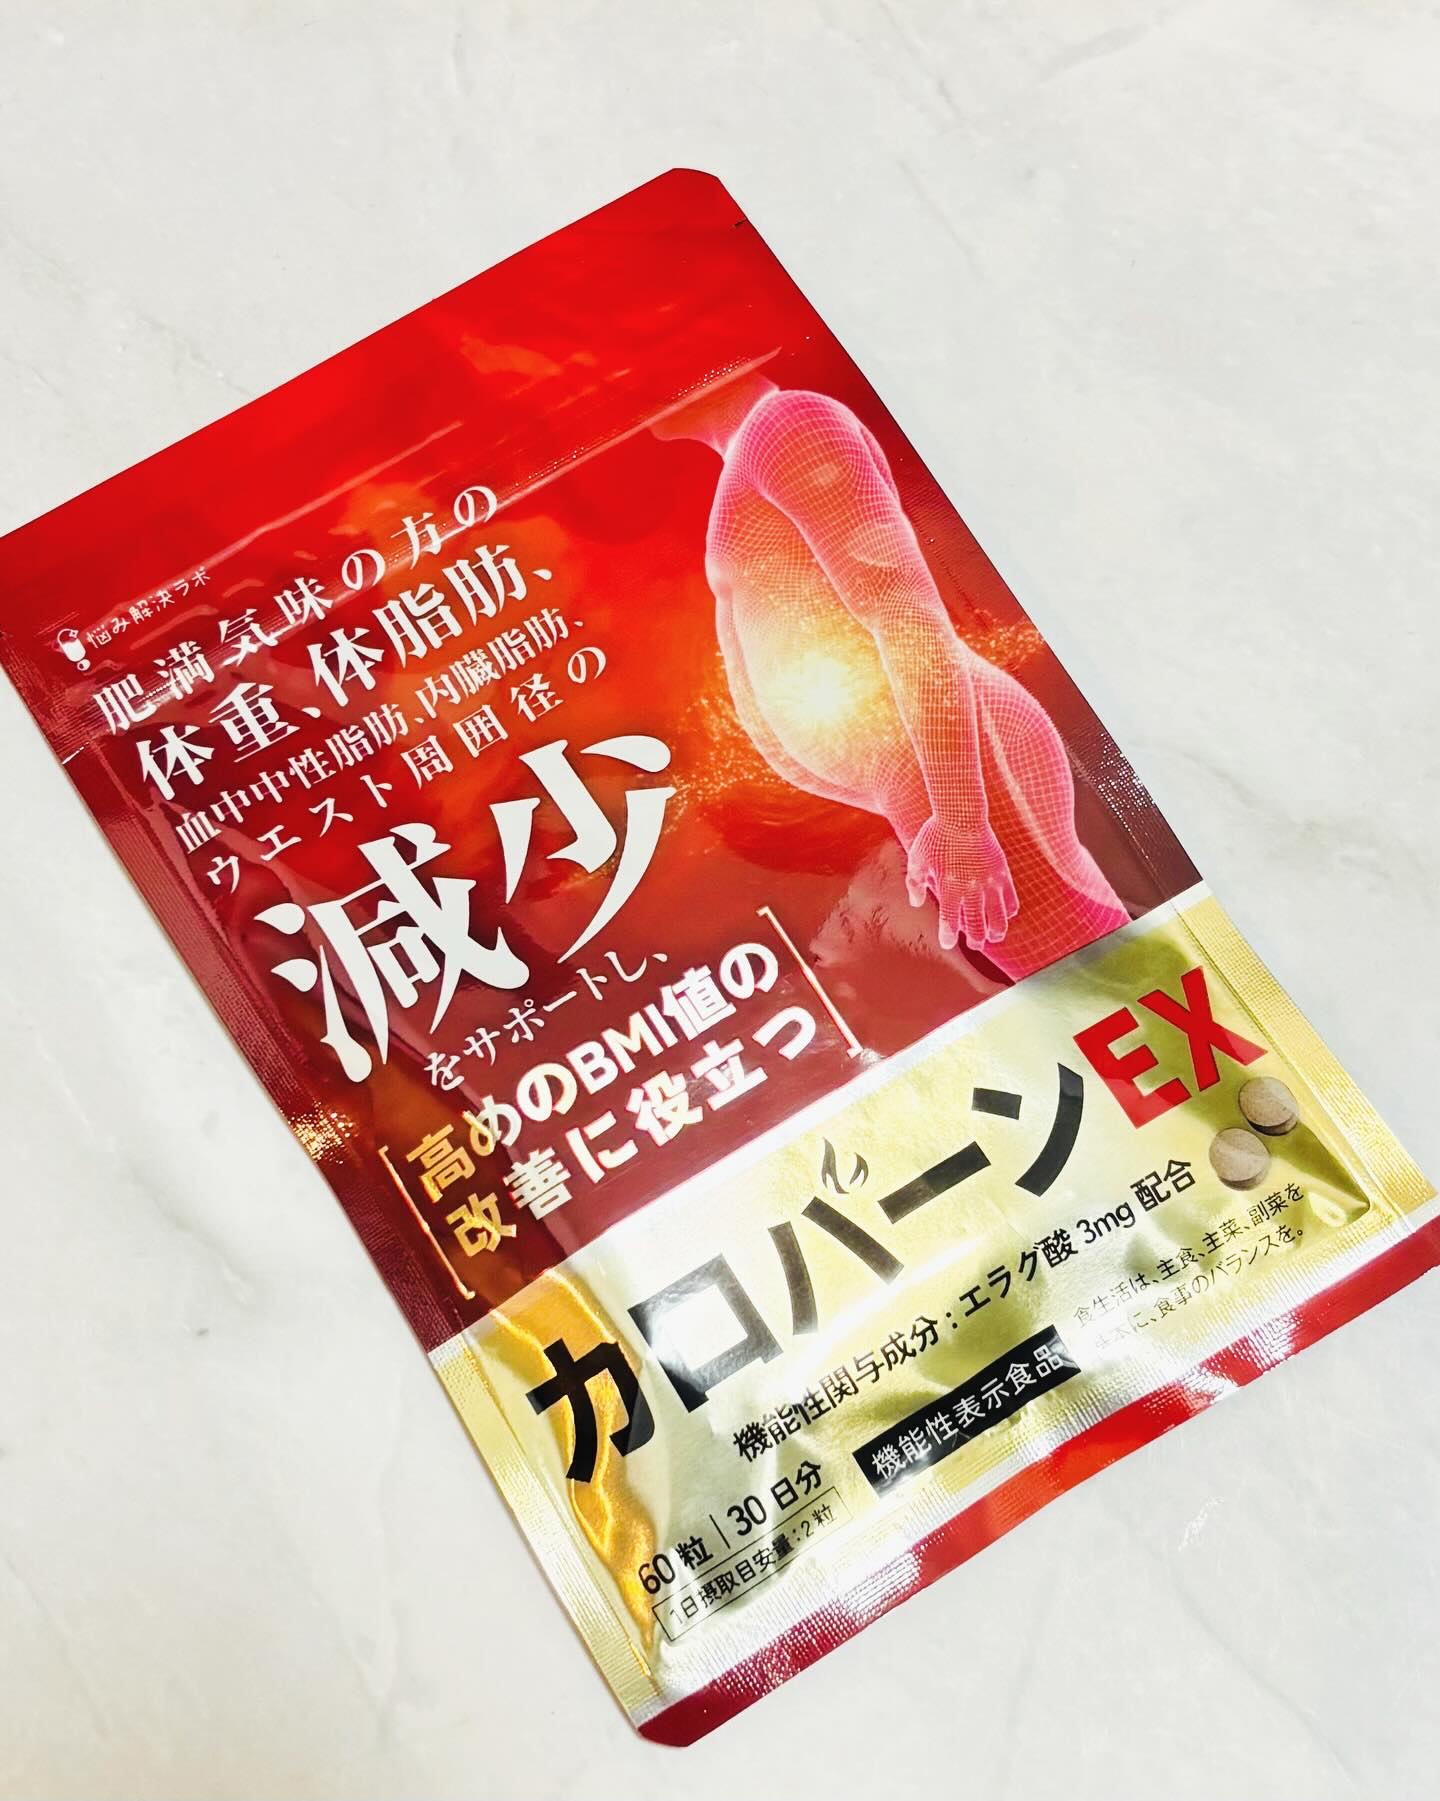 悩み解決ラボ
肥満気味の方の
体重、体脂肪、
血中中性脂肪、内臓脂肪、
ウエスト周囲径の
減少
をサポートし、
高めのBMI値の
改善に役立つ
カロバーンEX
機能性関与成分：エラグ酸 3mg 配合
60粒｜30日分
1日摂取目安量：2粒
機能性表示食品
食生活は、主食、主菜、副菜を
基本に、食事のバランスを。